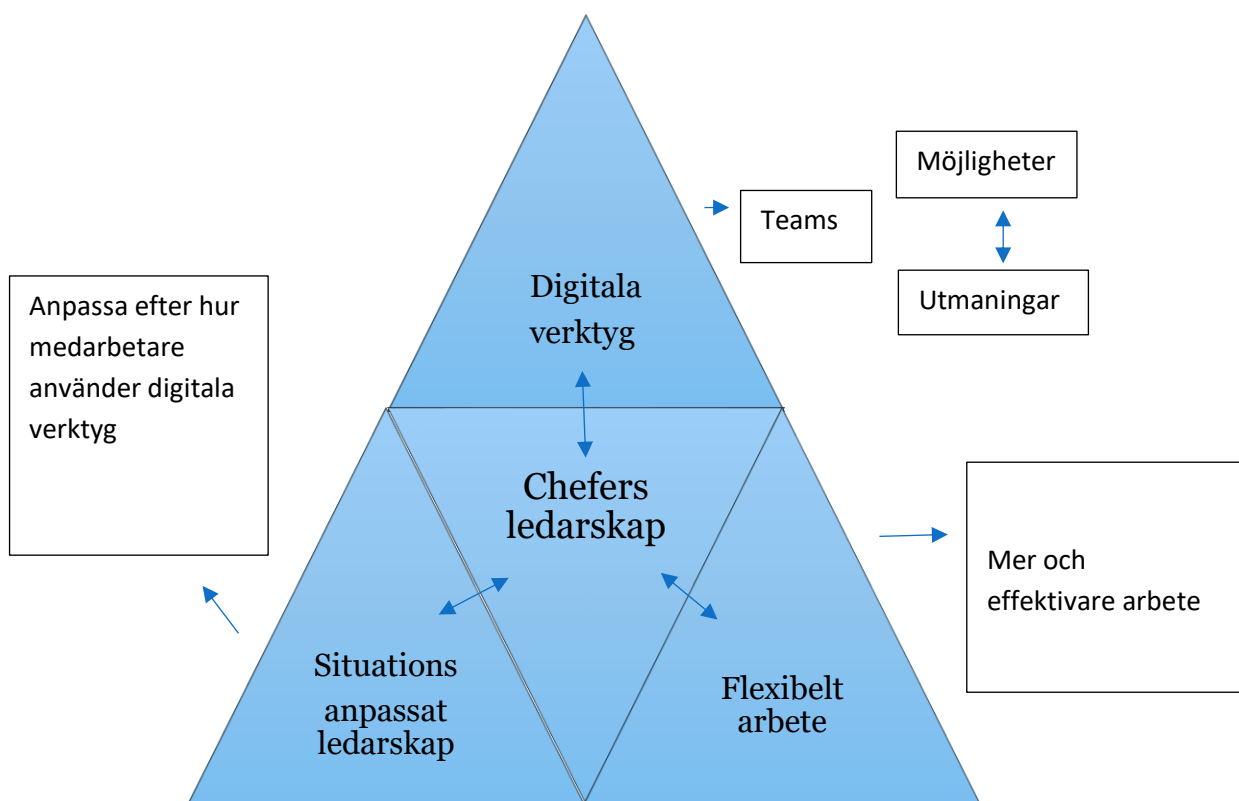 Möjligheter
Teams
Utmaningar
Digitala
verktyg
Anpassa efter hur
medarbetare
använder digitala
verktyg
Chefers
ledarskap
Mer och
effektivare arbete
Situations
anpassat
ledarskap
Flexibelt
arbete